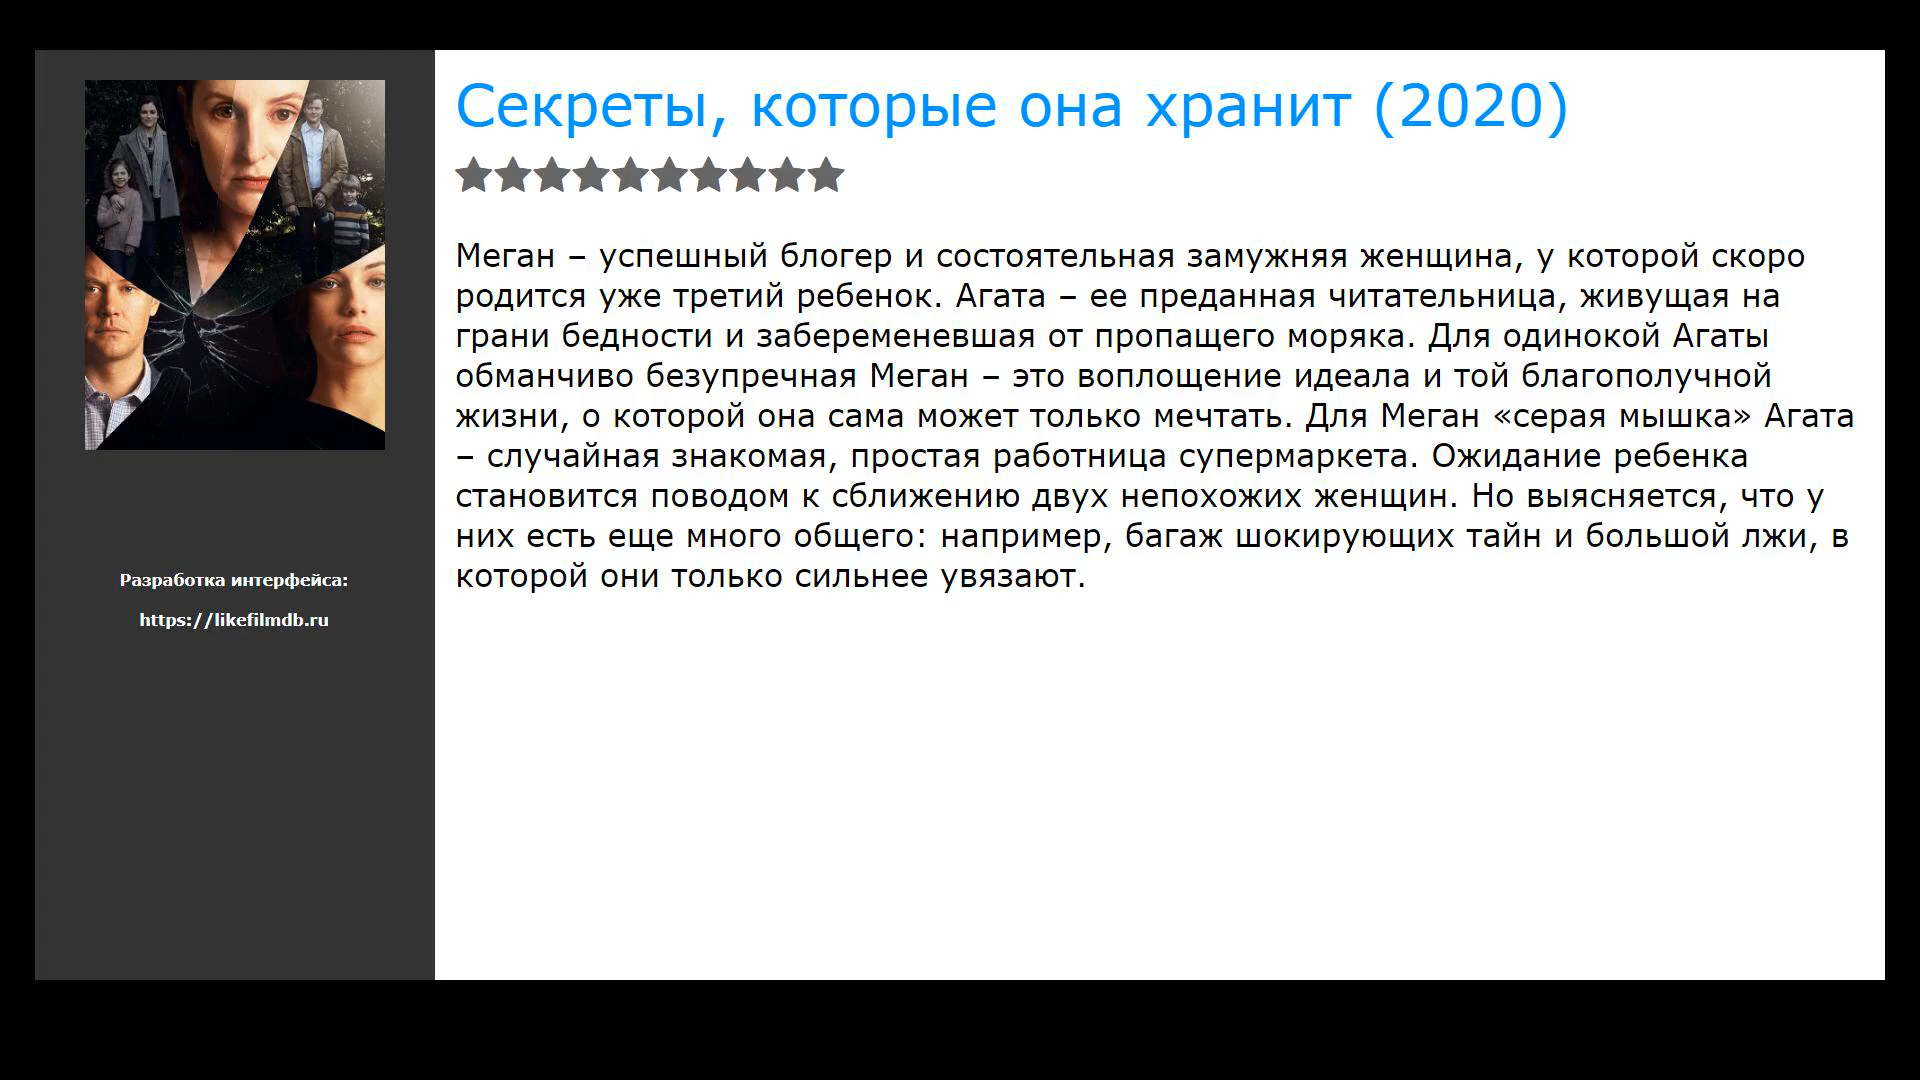 Секреты, которые она хранит (2020)
Меган – успешный блогер и состоятельная замужняя женщина, у которой скоро
родится уже третий ребенок. Агата – ее преданная читательница, живущая на
грани бедности и забеременевшая от пропащего моряка. Для одинокой Агаты
обманчиво безупречная Меган – это воплощение идеала и той благополучной
жизни, о которой она сама может только мечтать. Для Меган «серая мышка» Агата
– случайная знакомая, простая работница супермаркета. Ожидание ребенка
становится поводом к сближению двух непохожих женщин. Но выясняется, что у
них есть еще много общего: например, багаж шокирующих тайн и большой лжи, в
которой они только сильнее увязают.
Разработка интерфейса:
https://likefilmdb.ru